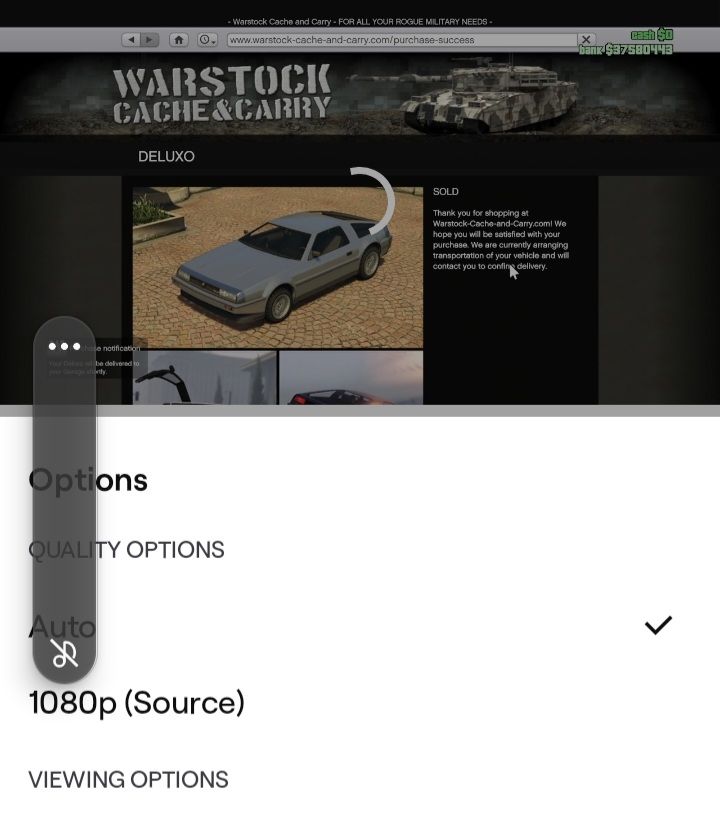 - Warstock Cache and Carry - FOR ALL YOUR ROGUE MILITARY NEEDS -
www.warstock-cache-and-carry.com/purchase-success
cash $0
bank $37580443
WARSTOCK
CACHE & CARRY
DELUXO
SOLD
Thank you for shopping at
Warstock-Cache-and-Carry.com! We
hope you will be satisfied with your
purchase. We are currently arranging
transportation of your vehicle and will
contact you to confirm delivery.
notification
Your Deluxo will be delivered to
your Garage shortly.
Options
QUALITY OPTIONS
Auto
1080p (Source)
VIEWING OPTIONS